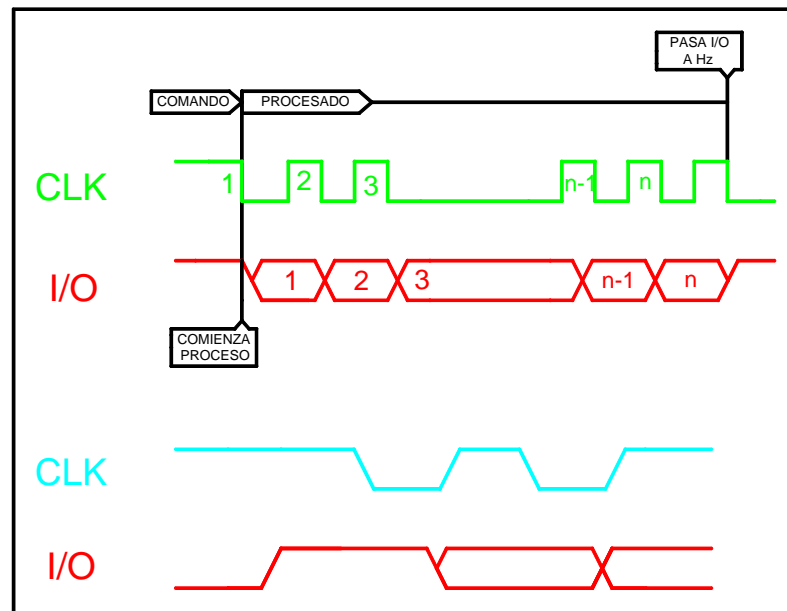 PASA I/O
A Hz
COMANDO PROCESADO
CLK 1 2 3 n-1 n
I/O 1 2 3 n-1 n
COMIENZA
PROCESO
CLK
I/O